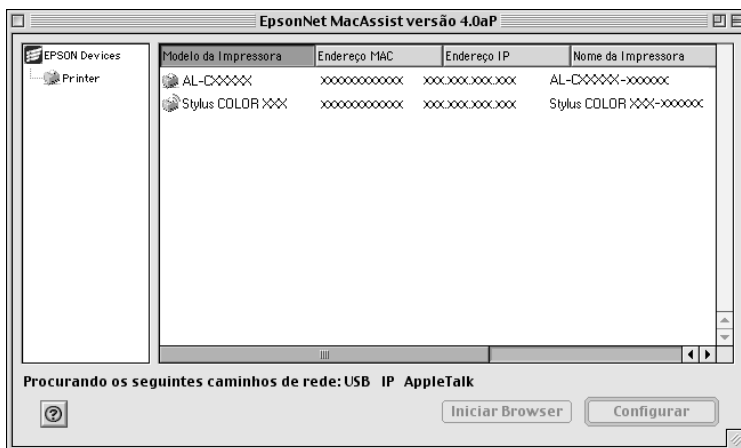 EpsonNet MacAssist versão 4.0aP
EPSON Devices
Printer
Modelo da Impressora Endereço MAC Endereço IP Nome da Impressora
AL-CXXXXX XXXXXXXXXXXX XXX.XXX.XXX.XXX AL-CXXXXX-XXXXXX
Stylus COLOR XXX XXXXXXXXXXXX XXX.XXX.XXX.XXX Stylus COLOR XXX-XXXXXX
Procurando os seguintes caminhos de rede: USB IP AppleTalk
Iniciar Browser Configurar